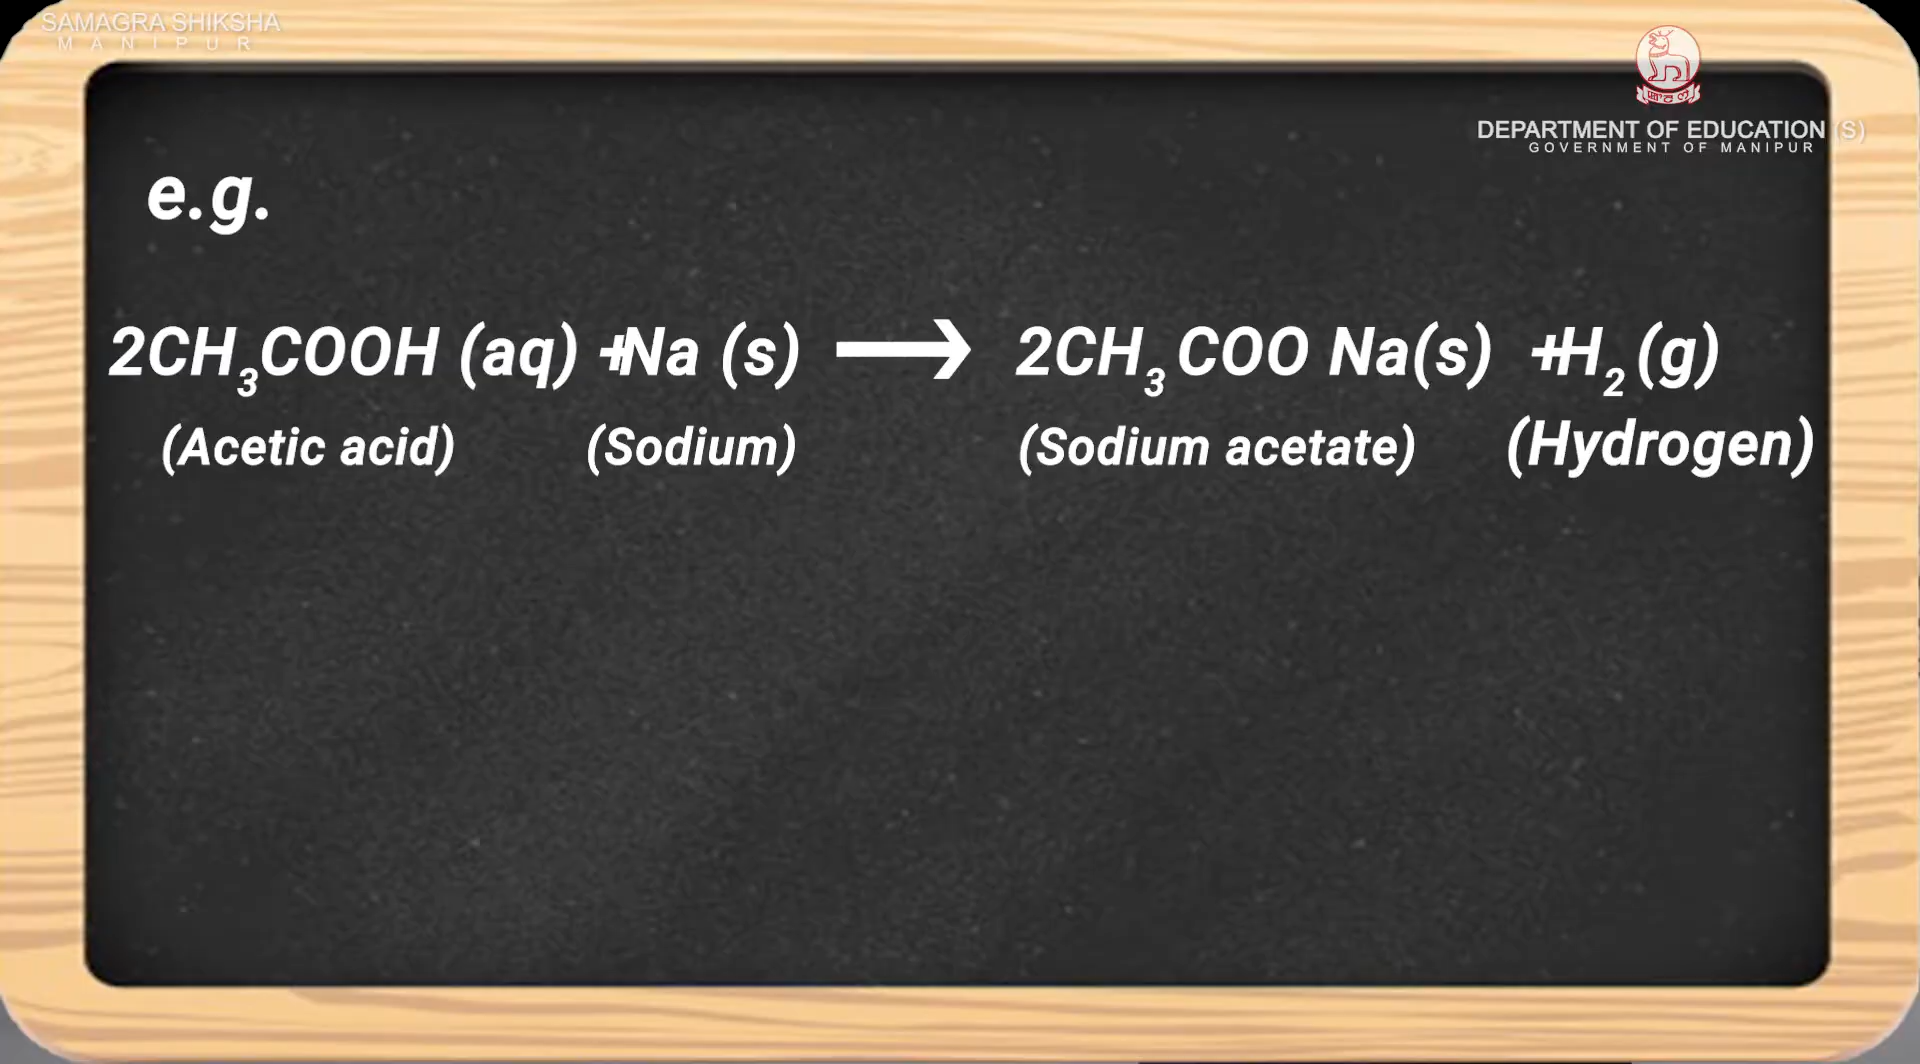 SAMAGRA SHIKSHA
MANIPUR
DEPARTMENT OF EDUCATION (S)
GOVERNMENT OF MANIPUR
e.g.
2CH₃COOH (aq) +Na (s) ⟶ 2CH₃COO Na(s) +H₂(g)
(Acetic acid) (Sodium) (Sodium acetate) (Hydrogen)